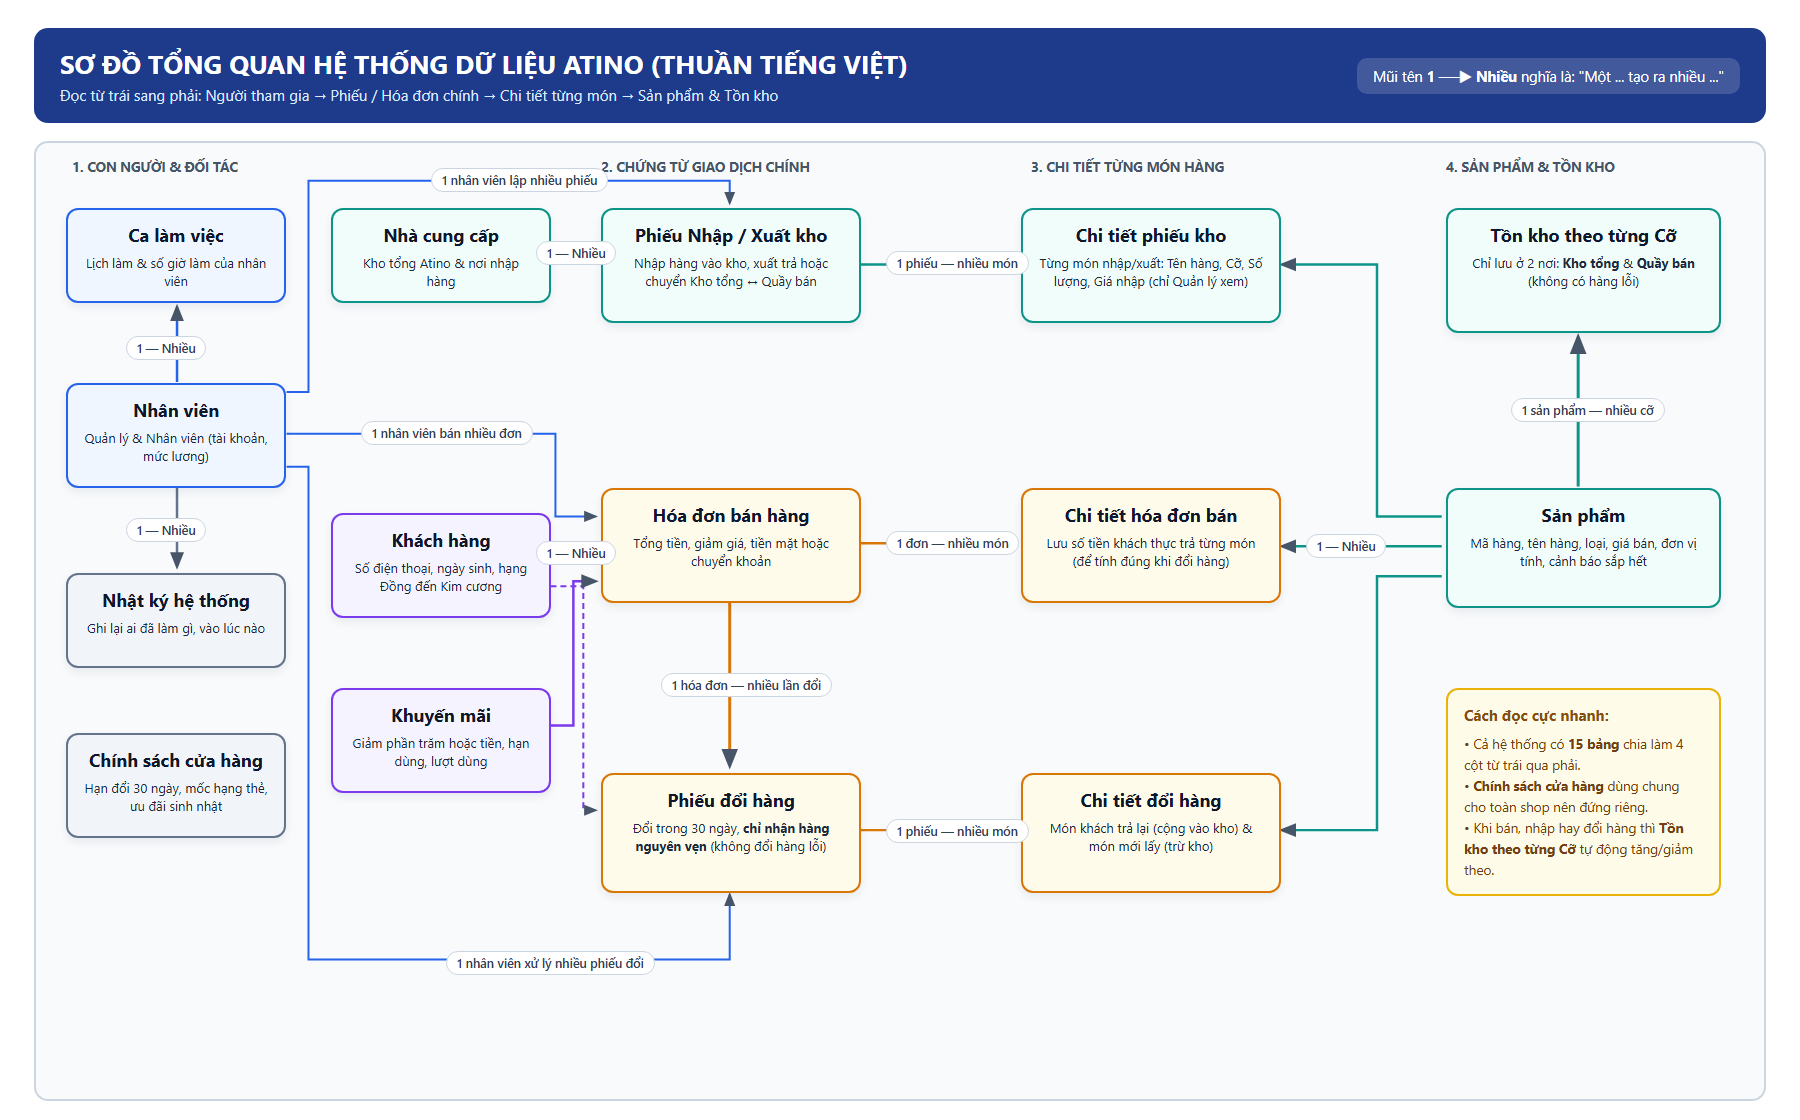 SƠ ĐỒ TỔNG QUAN HỆ THỐNG DỮ LIỆU ATINO (THUẦN TIẾNG VIỆT)
Đọc từ trái sang phải: Người tham gia → Phiếu / Hóa đơn chính → Chi tiết từng món → Sản phẩm & Tồn kho
Mũi tên 1 ──▶ Nhiều nghĩa là: "Một ... tạo ra nhiều ..."
1. CON NGƯỜI & ĐỐI TÁC
2. CHỨNG TỪ GIAO DỊCH CHÍNH
3. CHI TIẾT TỪNG MÓN HÀNG
4. SẢN PHẨM & TỒN KHO
1 nhân viên lập nhiều phiếu
Ca làm việc
Lịch làm & số giờ làm của nhân
viên
Nhà cung cấp
Kho tổng Atino & nơi nhập
hàng
1 — Nhiều
Phiếu Nhập / Xuất kho
Nhập hàng vào kho, xuất trả hoặc
chuyển Kho tổng ↔ Quầy bán
1 phiếu — nhiều món
Chi tiết phiếu kho
Từng món nhập/xuất: Tên hàng, Cỡ, Số
lượng, Giá nhập (chỉ Quản lý xem)
Tồn kho theo từng Cỡ
Chỉ lưu ở 2 nơi: Kho tổng & Quầy bán
(không có hàng lỗi)
1 — Nhiều
Nhân viên
Quản lý & Nhân viên (tài khoản,
mức lương)
1 nhân viên bán nhiều đơn
1 sản phẩm — nhiều cỡ
1 — Nhiều
Khách hàng
Số điện thoại, ngày sinh, hạng
Đồng đến Kim cương
1 — Nhiều
Hóa đơn bán hàng
Tổng tiền, giảm giá, tiền mặt hoặc
chuyển khoản
1 đơn — nhiều món
Chi tiết hóa đơn bán
Lưu số tiền khách thực trả từng món
(để tính đúng khi đổi hàng)
1 — Nhiều
Sản phẩm
Mã hàng, tên hàng, loại, giá bán, đơn vị
tính, cảnh báo sắp hết
Nhật ký hệ thống
Ghi lại ai đã làm gì, vào lúc nào
1 hóa đơn — nhiều lần đổi
Khuyến mãi
Giảm phần trăm hoặc tiền, hạn
dùng, lượt dùng
Chính sách cửa hàng
Hạn đổi 30 ngày, mốc hạng thẻ,
ưu đãi sinh nhật
Phiếu đổi hàng
Đổi trong 30 ngày, chỉ nhận hàng
nguyên vẹn (không đổi hàng lỗi)
1 phiếu — nhiều món
Chi tiết đổi hàng
Món khách trả lại (cộng vào kho) &
món mới lấy (trừ kho)
Cách đọc cực nhanh:
• Cả hệ thống có 15 bảng chia làm 4
cột từ trái qua phải.
• Chính sách cửa hàng dùng chung
cho toàn shop nên đứng riêng.
• Khi bán, nhập hay đổi hàng thì Tồn
kho theo từng Cỡ tự động tăng/giảm
theo.
1 nhân viên xử lý nhiều phiếu đổi